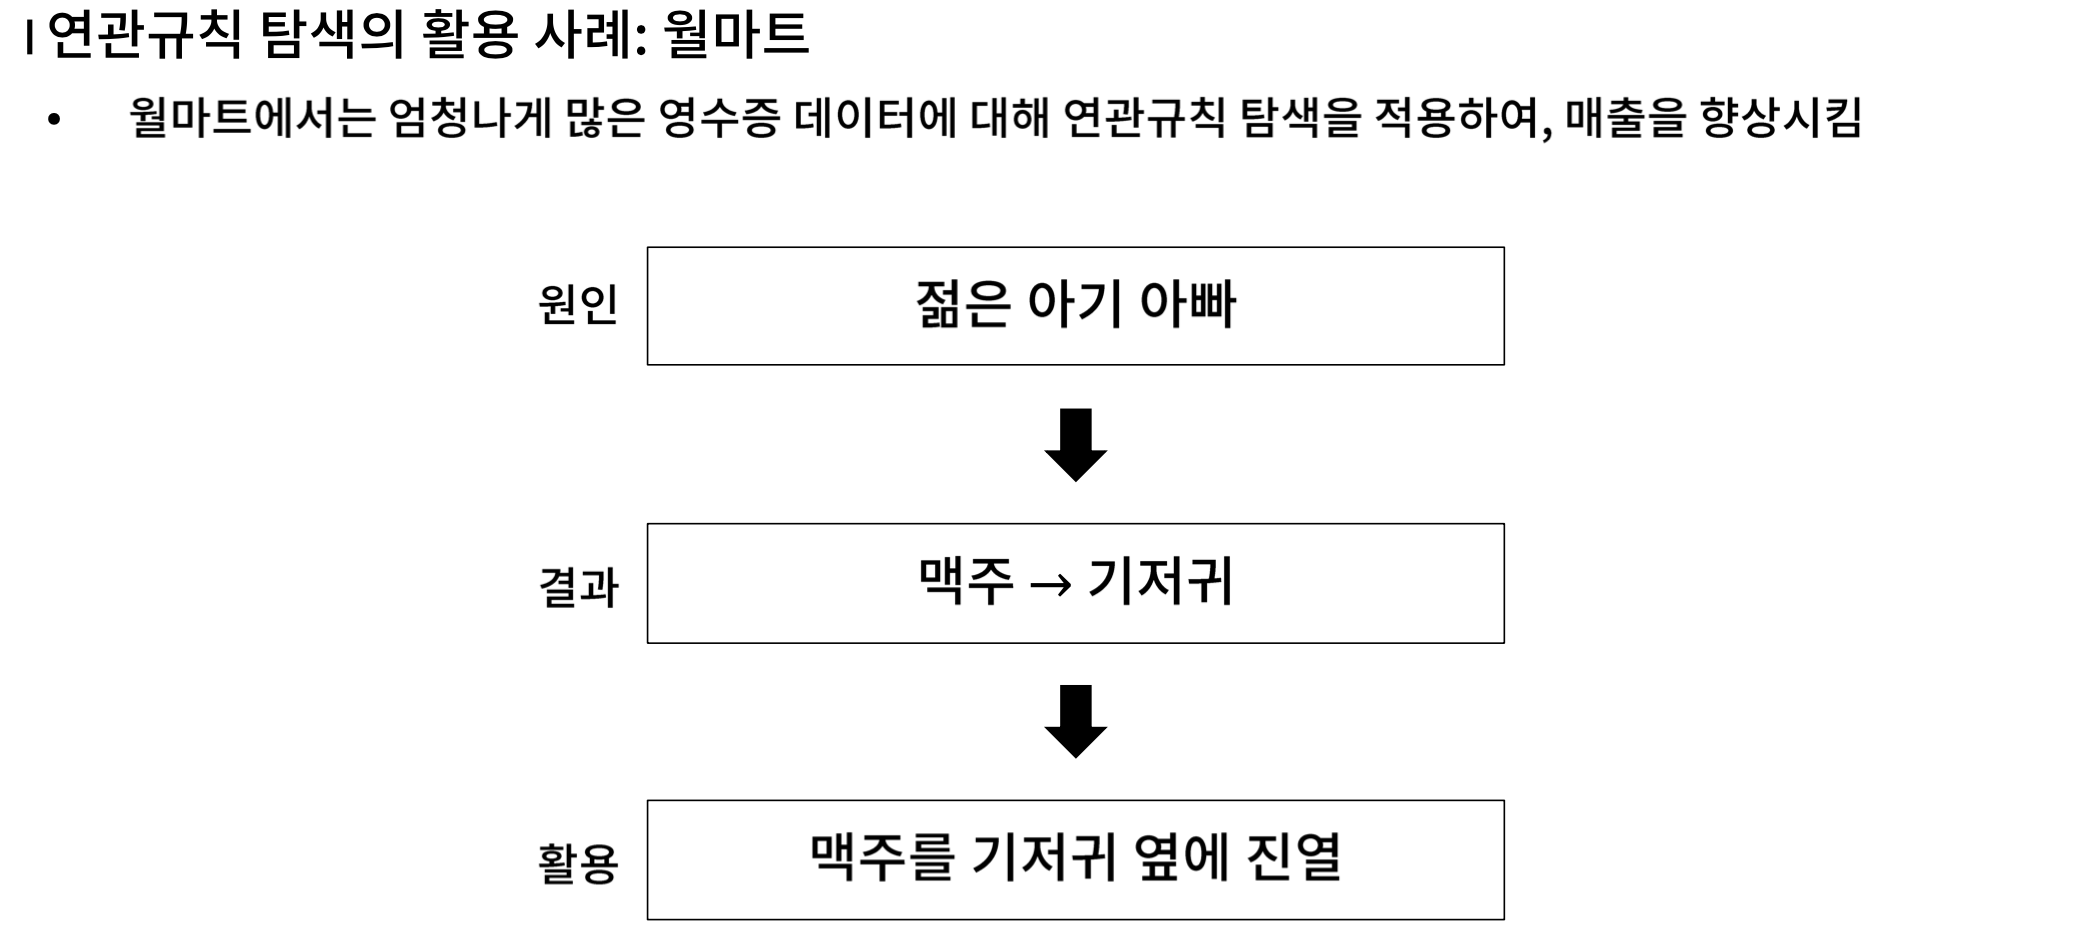 | 연관규칙 탐색의 활용 사례: 월마트
• 월마트에서는 엄청나게 많은 영수증 데이터에 대해 연관규칙 탐색을 적용하여, 매출을 향상시킴
원인 젊은 아기 아빠
결과 맥주 → 기저귀
활용 맥주를 기저귀 옆에 진열